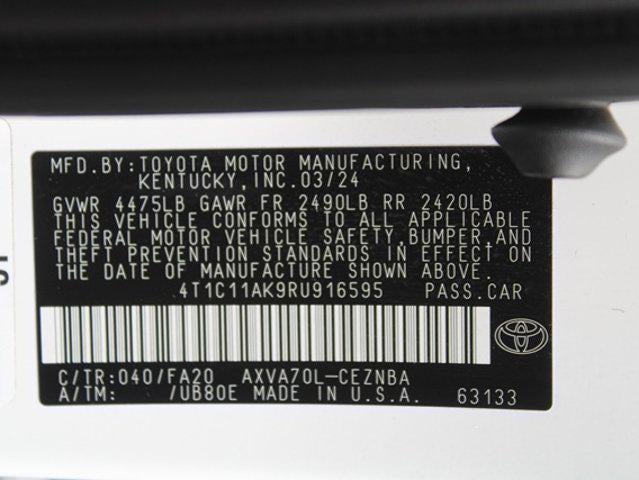 MFD.BY:TOYOTA MOTOR MANUFACTURING,
KENTUCKY,INC.03/24
GVWR 4475LB GAWR FR 2490LB RR 2420LB
THIS VEHICLE CONFORMS TO ALL APPLICABLE
FEDERAL MOTOR VEHICLE SAFETY,BUMPER,AND
THEFT PREVENTION STANDARDS IN EFFECT ON
THE DATE OF MANUFACTURE SHOWN ABOVE.
4T1C11AK9RU916595 PASS.CAR
C/TR:040/FA20 AXVA70L-CEZNBA
A/TM: /UB80E MADE IN U.S.A. 63133